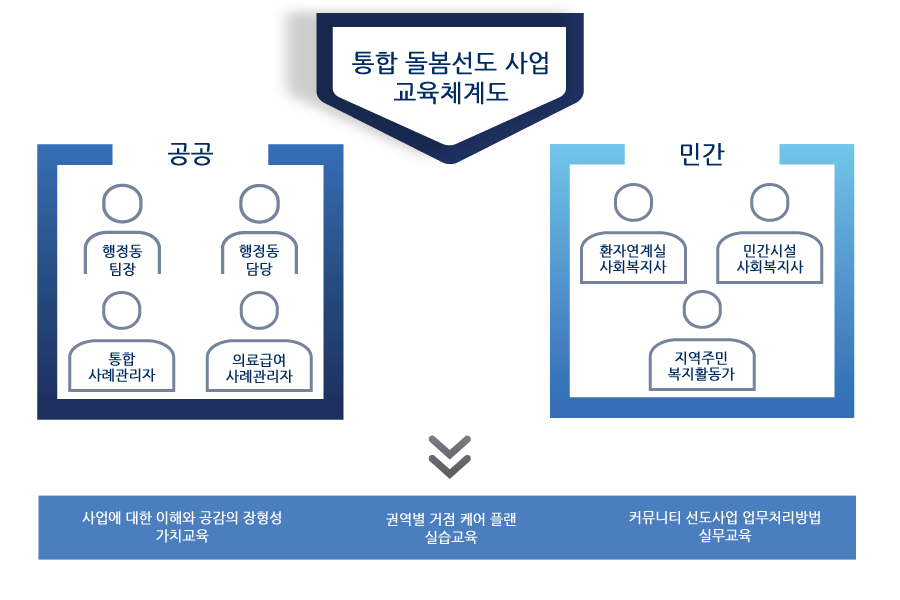 통합 돌봄선도 사업
교육체계도
공공
민간
행정동
팀장
행정동
담당
통합
사례관리자
의료급여
사례관리자
환자연계실
사회복지사
민간시설
사회복지사
지역주민
복지활동가
사업에 대한 이해와 공감의 장형성
가치교육
권역별 거점 케어 플랜
실습교육
커뮤니티 선도사업 업무처리방법
실무교육